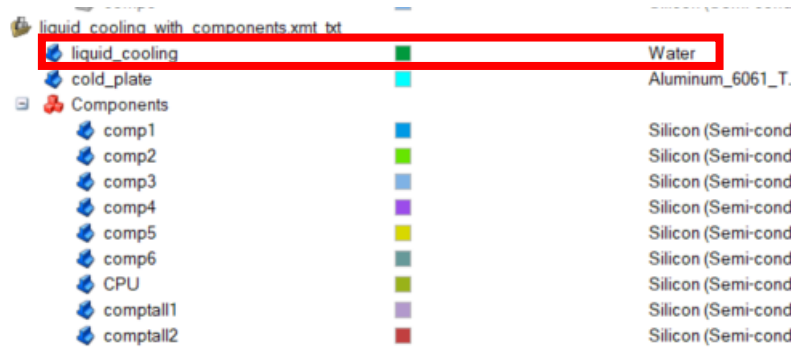 liquid_cooling_with_components.xmt_txt
liquid_cooling Water
cold_plate Aluminum_6061_T.
Components
comp1 Silicon (Semi-cond
comp2 Silicon (Semi-cond
comp3 Silicon (Semi-cond
comp4 Silicon (Semi-cond
comp5 Silicon (Semi-cond
comp6 Silicon (Semi-cond
CPU Silicon (Semi-cond
comptall1 Silicon (Semi-cond
comptall2 Silicon (Semi-cond